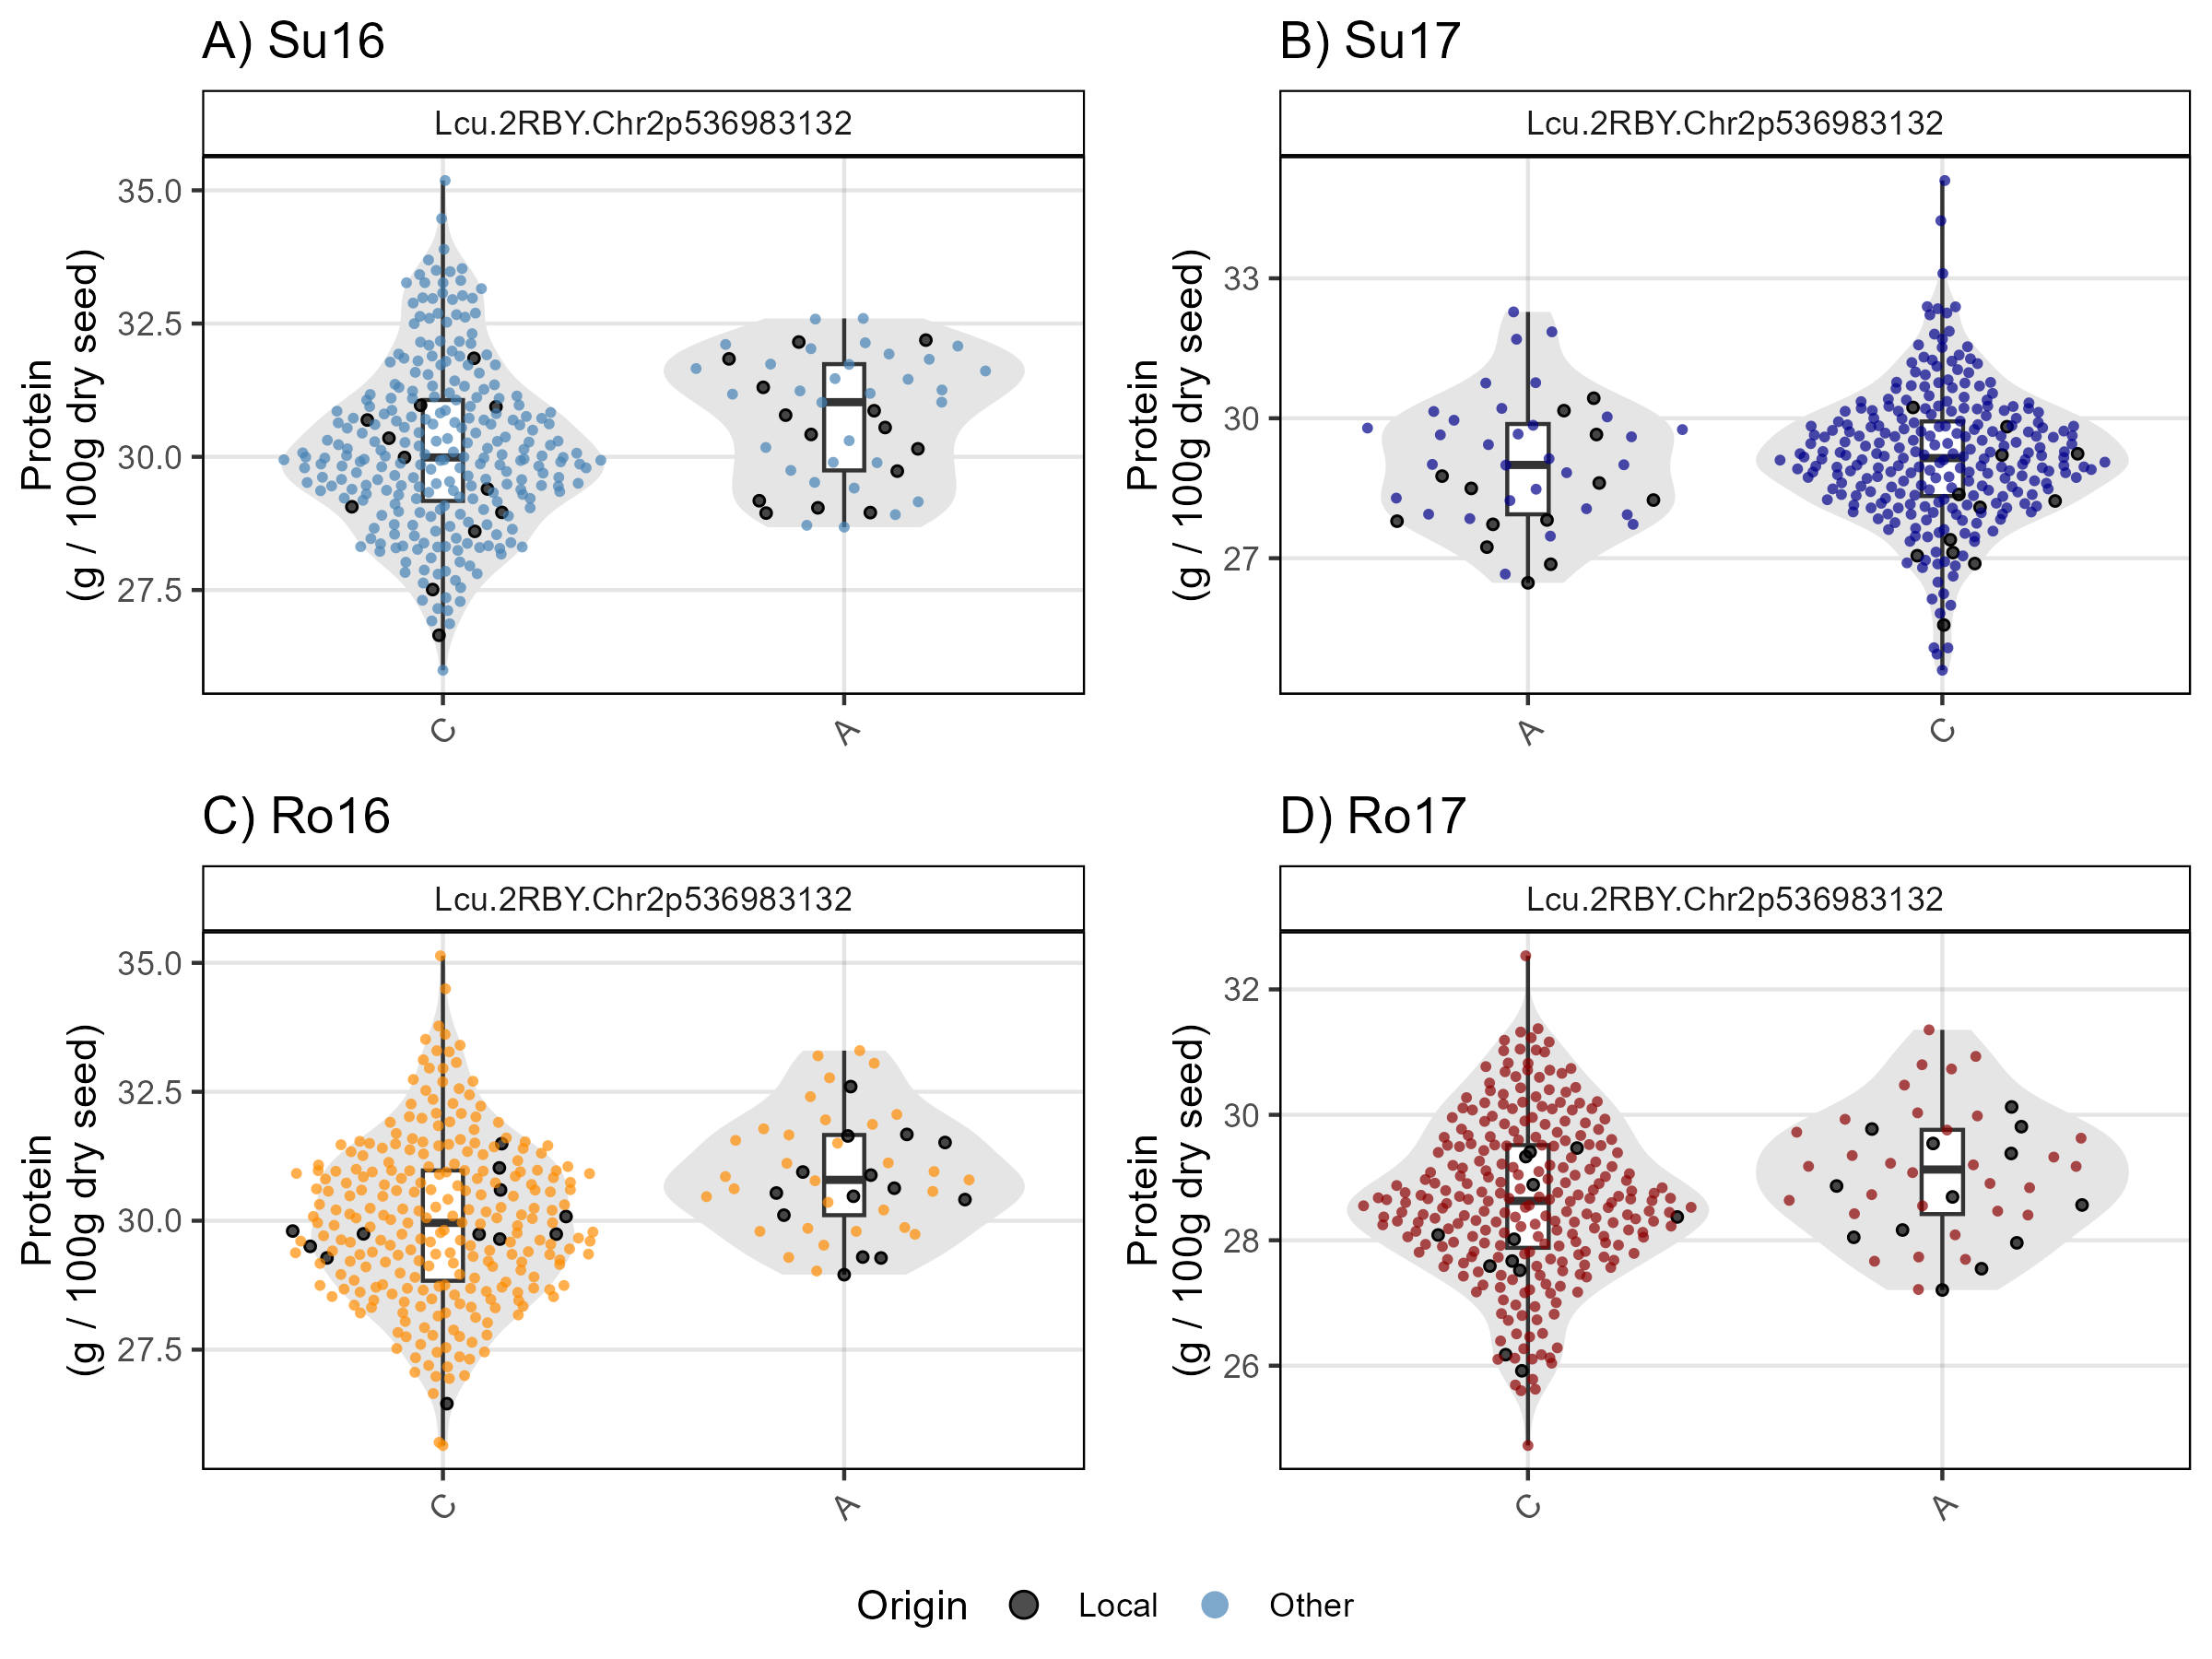 A) Su16
Lcu.2RBY.Chr2p536983132
Protein
(g / 100g dry seed)
35.0
32.5
30.0
27.5
C
A
B) Su17
Lcu.2RBY.Chr2p536983132
Protein
(g / 100g dry seed)
33
30
27
A
C
C) Ro16
Lcu.2RBY.Chr2p536983132
Protein
(g / 100g dry seed)
35.0
32.5
30.0
27.5
C
A
D) Ro17
Lcu.2RBY.Chr2p536983132
Protein
(g / 100g dry seed)
32
30
28
26
C
A
Origin Local Other